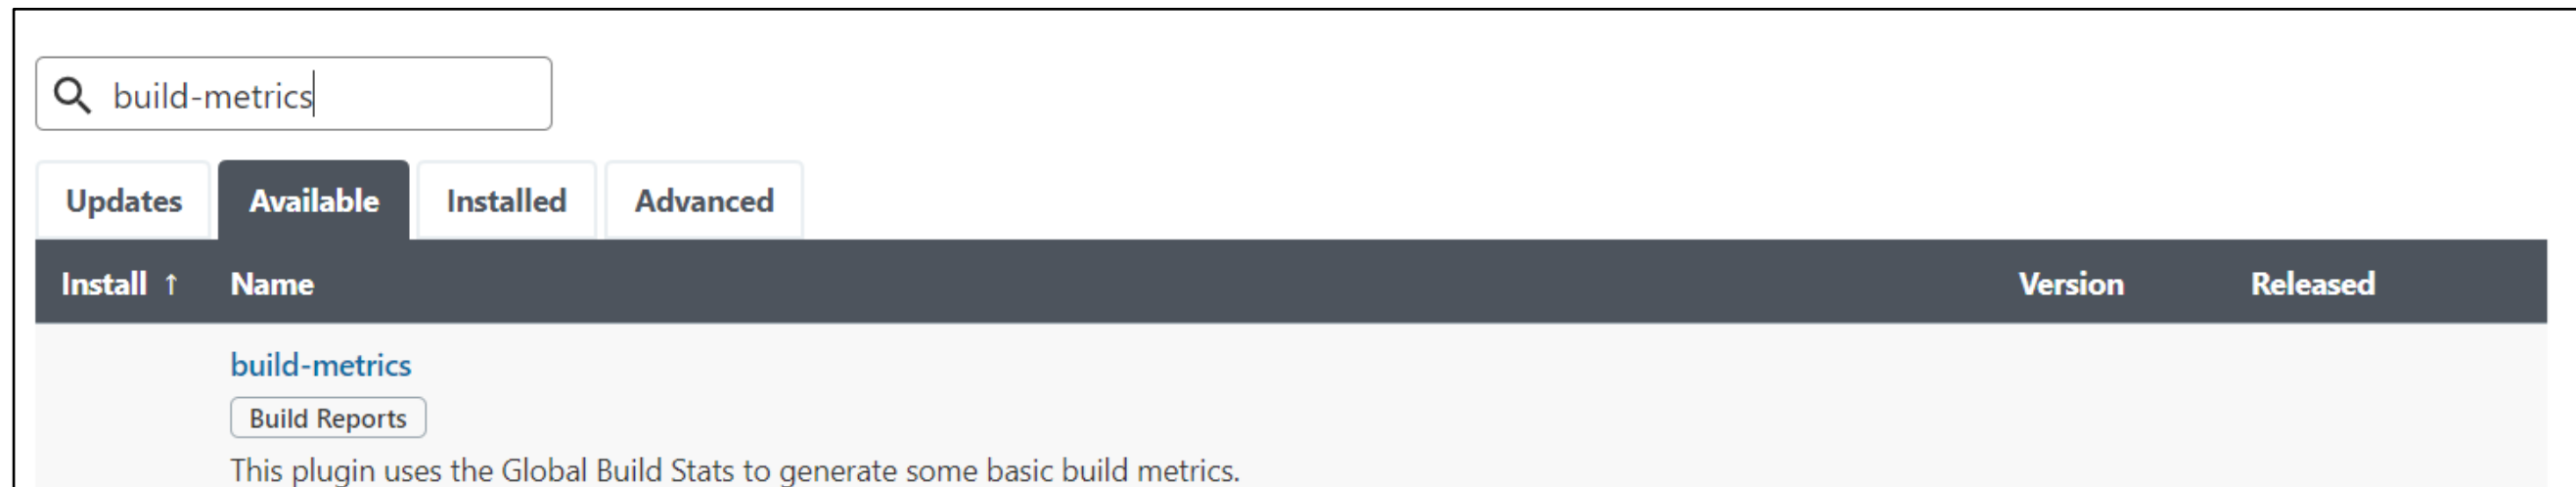 build-metrics
Updates Available Installed Advanced
Install ↑ Name Version Released
build-metrics
Build Reports
This plugin uses the Global Build Stats to generate some basic build metrics.